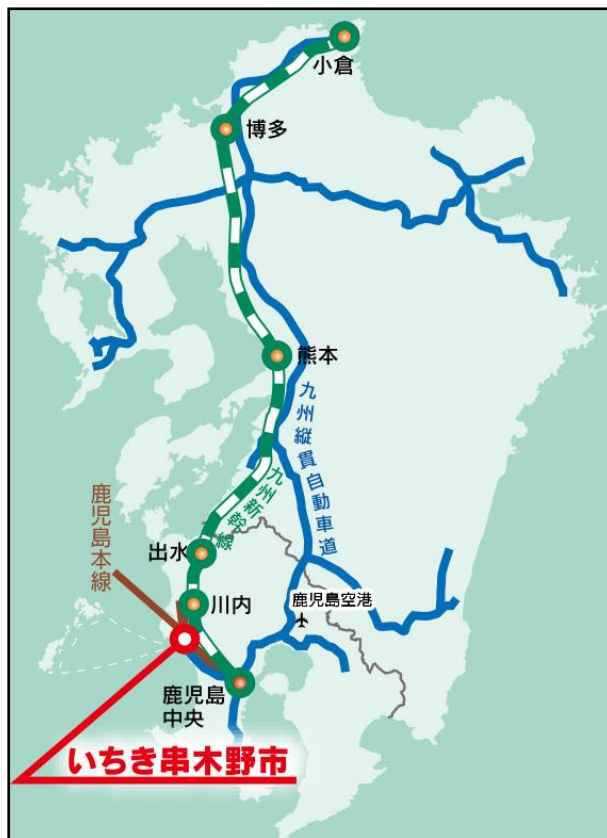 小倉
博多
熊本
九州縦貫自動車道
九州新幹線
鹿児島本線
出水
川内
鹿児島空港
鹿児島
中央
いちき串木野市